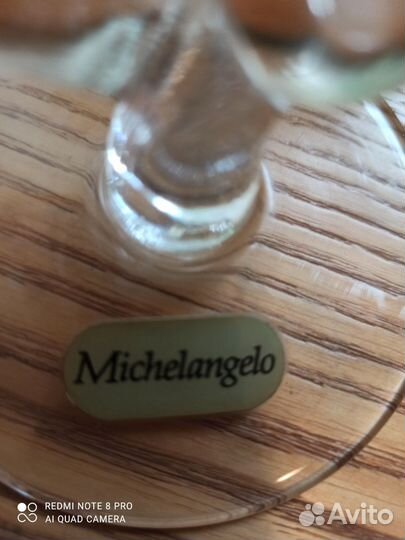 Michelangelo
REDMI NOTE 8 PRO
AI QUAD CAMERA
Avito